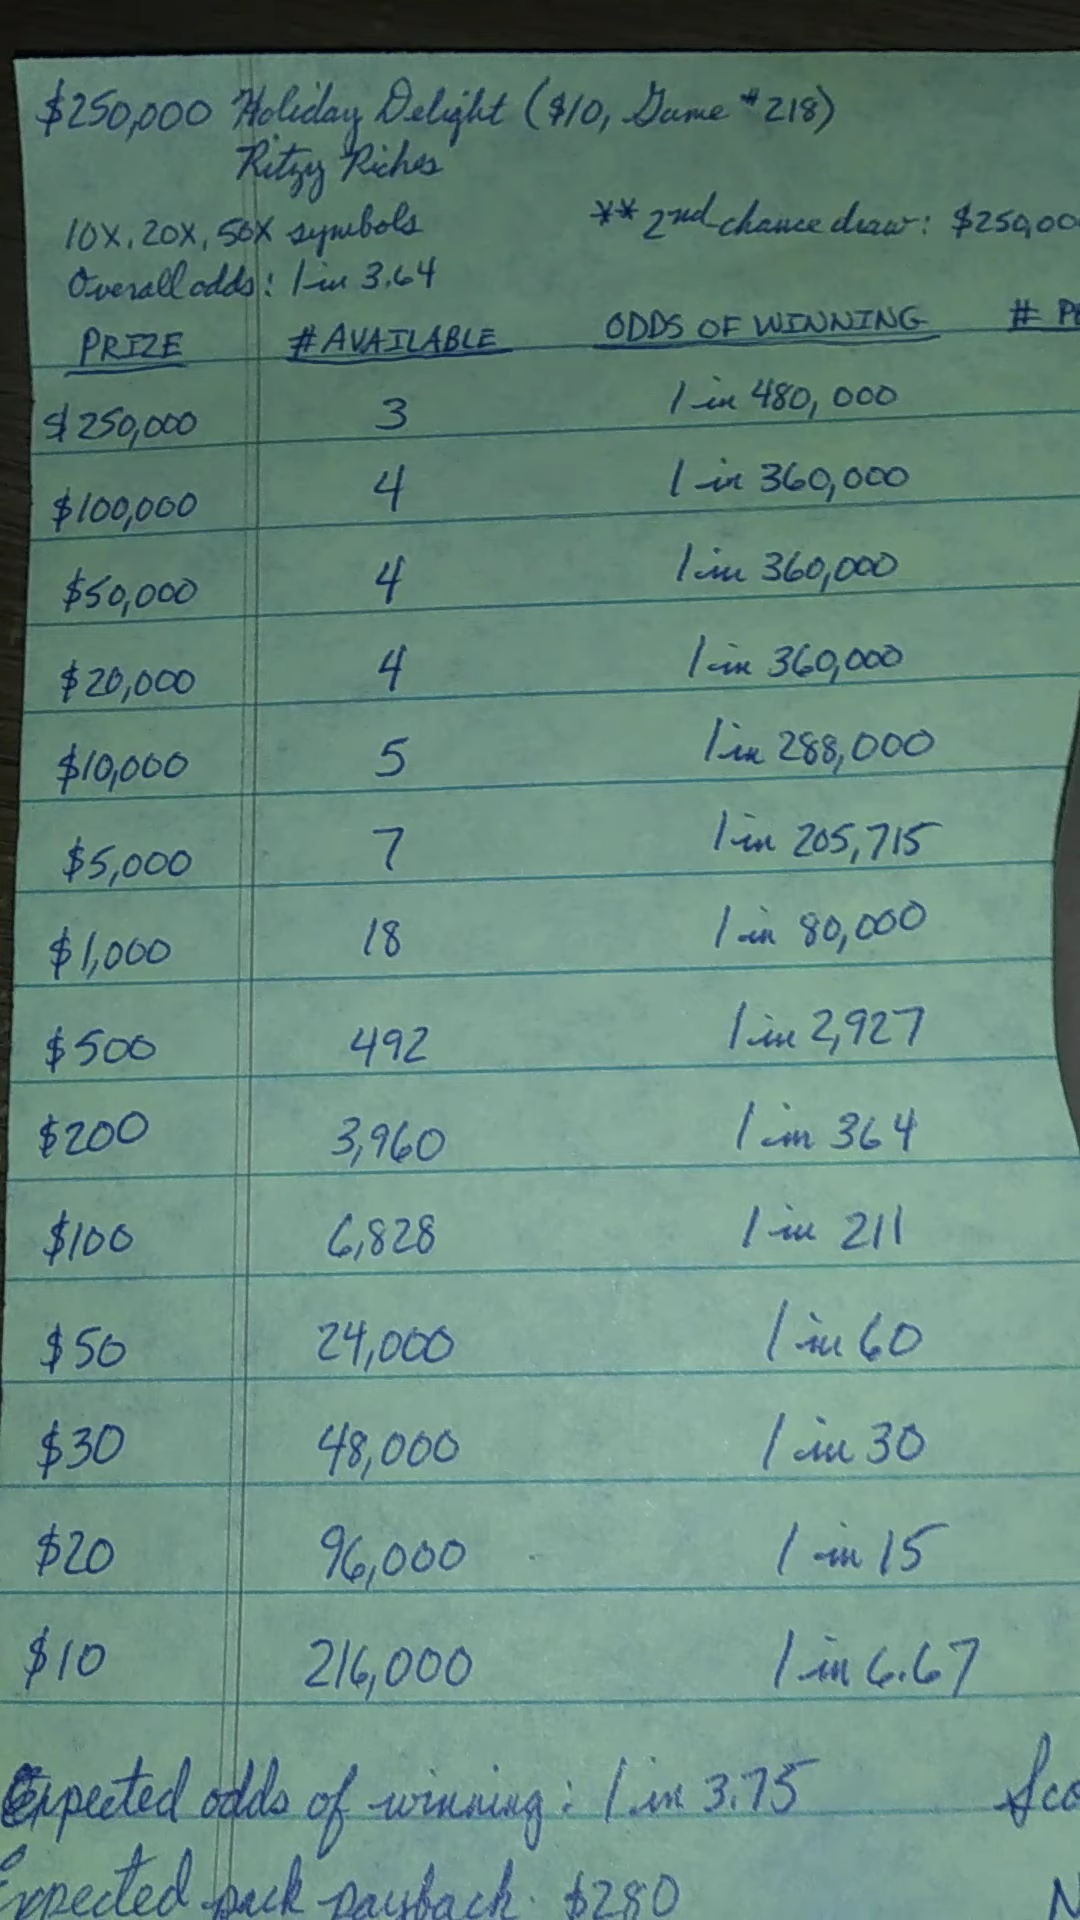 $250,000 Holiday Delight ($10, Game #218)
Ritzy Riches
10X, 20X, 50X symbols
** 2nd chance draw: $250,00
Overall odds: 1 in 3.64
PRIZE # AVAILABLE ODDS OF WINNING # P
$250,000 3 1 in 480,000
$100,000 4 1 in 360,000
$50,000 4 1 in 360,000
$20,000 4 1 in 360,000
$10,000 5 1 in 288,000
$5,000 7 1 in 205,715
$1,000 18 1 in 80,000
$500 492 1 in 2,927
$200 3,960 1 in 364
$100 6,828 1 in 211
$50 24,000 1 in 60
$30 48,000 1 in 30
$20 96,000 1 in 15
$10 216,000 1 in 6.67
Expected odds of winning: 1 in 3.75 Sco
Expected pack payback: $280 N